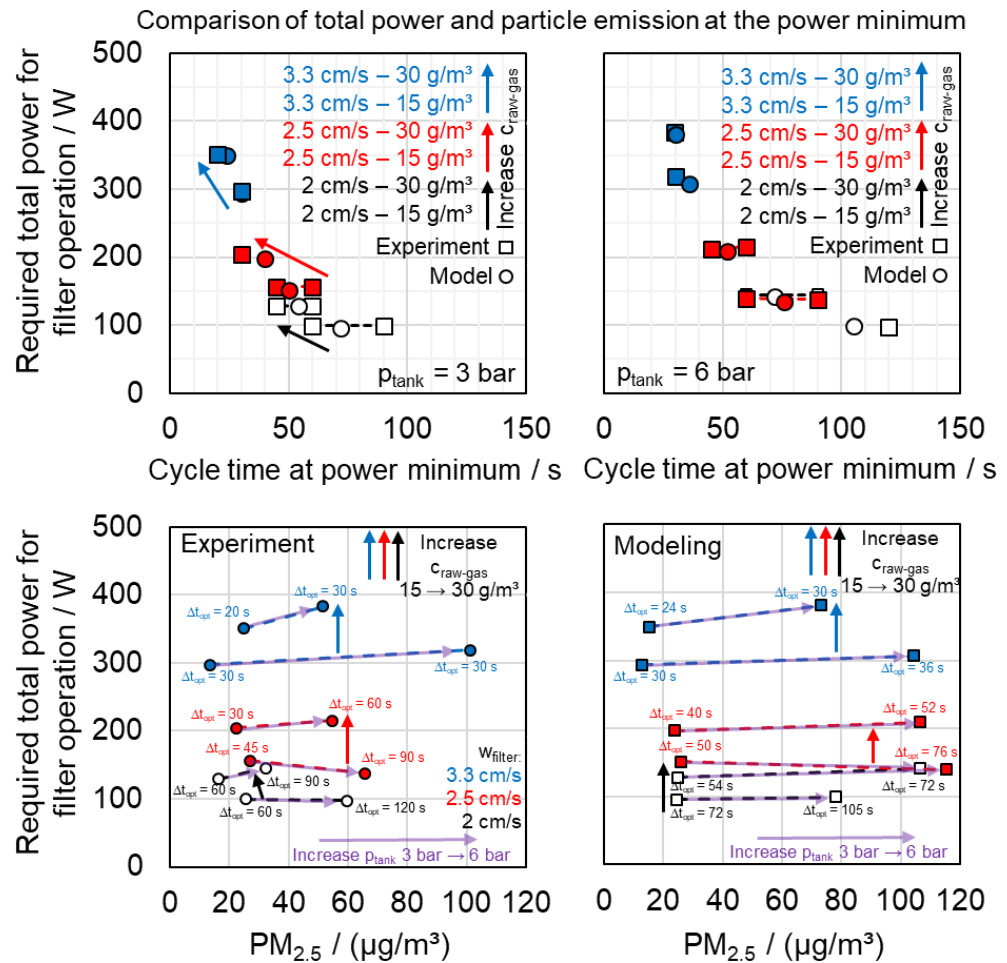 Comparison of total power and particle emission at the power minimum
Required total power for
filter operation / W
500
400
300
200
100
0
3.3 cm/s – 30 g/m³
3.3 cm/s – 15 g/m³
2.5 cm/s – 30 g/m³
2.5 cm/s – 15 g/m³
2 cm/s – 30 g/m³
2 cm/s – 15 g/m³
Increase c_raw-gas
Experiment
Model
p_tank = 3 bar
0 50 100 150
Cycle time at power minimum / s
500
400
300
200
100
0
3.3 cm/s – 30 g/m³
3.3 cm/s – 15 g/m³
2.5 cm/s – 30 g/m³
2.5 cm/s – 15 g/m³
2 cm/s – 30 g/m³
2 cm/s – 15 g/m³
Increase c_raw-gas
Experiment
Model
p_tank = 6 bar
0 50 100 150
Cycle time at power minimum / s
Required total power for
filter operation / W
500
400
300
200
100
0
Experiment
Increase
c_raw-gas
15 → 30 g/m³
Δt_opt = 20 s
Δt_opt = 30 s
Δt_opt = 30 s
Δt_opt = 30 s
Δt_opt = 30 s
Δt_opt = 60 s
Δt_opt = 45 s
Δt_opt = 90 s
Δt_opt = 45 s
Δt_opt = 90 s
Δt_opt = 60 s
Δt_opt = 120 s
w_filter:
3.3 cm/s
2.5 cm/s
2 cm/s
Increase p_tank 3 bar → 6 bar
0 20 40 60 80 100 120
PM₂.₅ / (µg/m³)
Modeling
Increase
c_raw-gas
15 → 30 g/m³
Δt_opt = 24 s
Δt_opt = 30 s
Δt_opt = 30 s
Δt_opt = 36 s
Δt_opt = 40 s
Δt_opt = 52 s
Δt_opt = 50 s
Δt_opt = 76 s
Δt_opt = 54 s
Δt_opt = 72 s
Δt_opt = 72 s
Δt_opt = 105 s
Increase p_tank 3 bar → 6 bar
20 40 60 80 100 120
PM₂.₅ / (µg/m³)